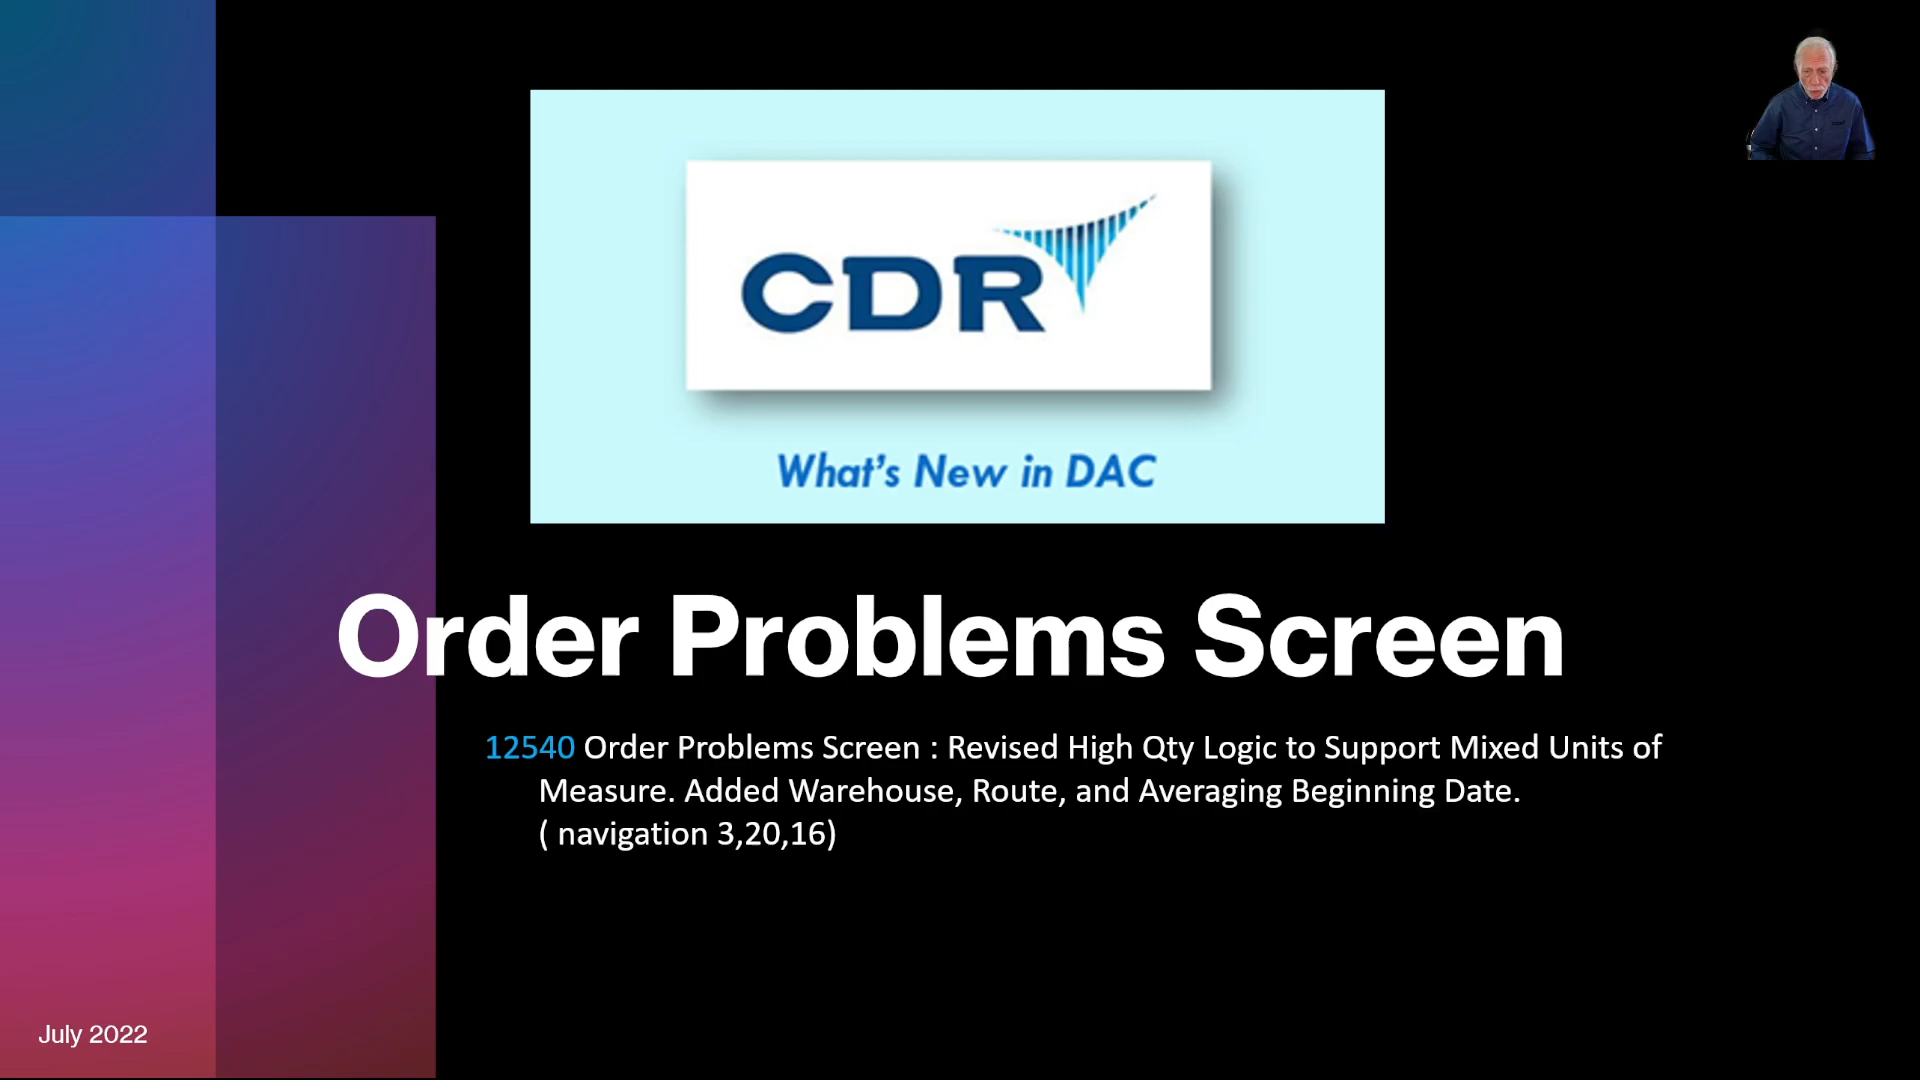 CDR
What's New in DAC
Order Problems Screen
12540 Order Problems Screen : Revised High Qty Logic to Support Mixed Units of
Measure. Added Warehouse, Route, and Averaging Beginning Date.
( navigation 3,20,16)
July 2022